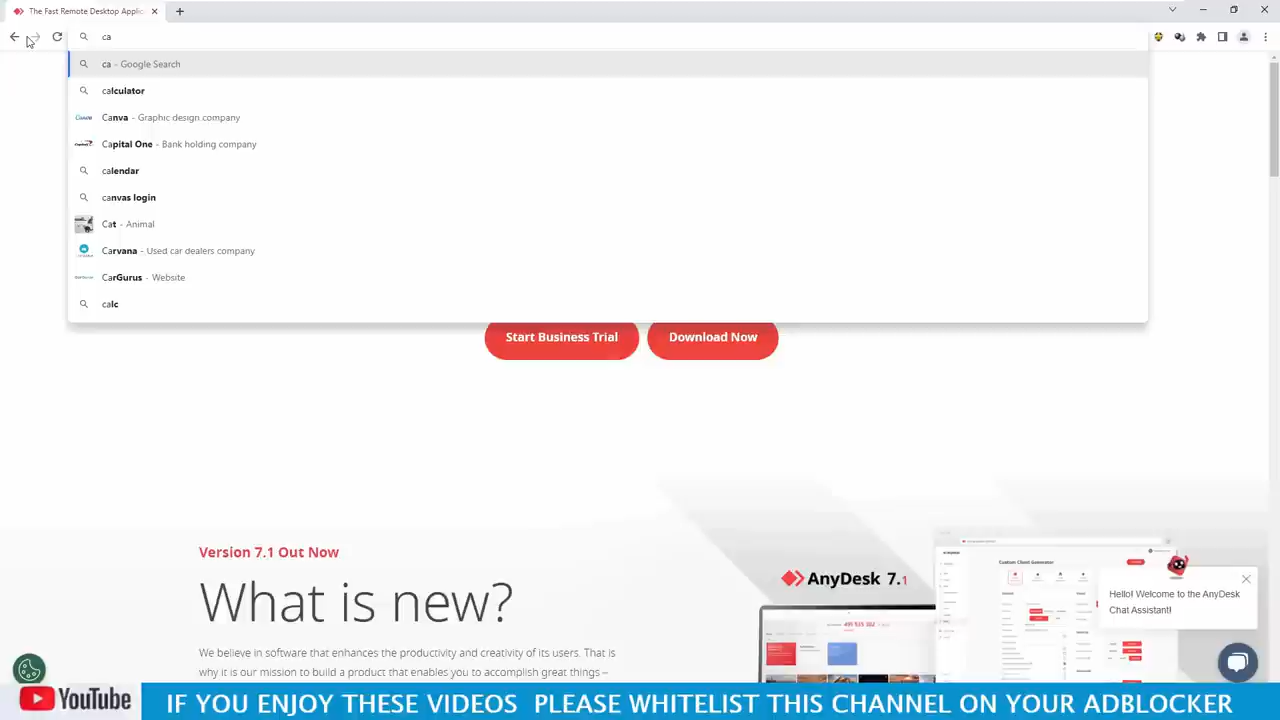 The Fast Remote Desktop Applic
ca
ca - Google Search
calculator
Canva - Graphic design company
Capital One - Bank holding company
calendar
canvas login
Cat - Animal
Carvana - Used car dealers company
CarGurus - Website
calc
Start Business Trial
Download Now
Version 7.1 Out Now
What is new?
We believe in software that enhances the productivity and creativity of its users. That is
why it is our mission to build a product that enables you to accomplish great things –
AnyDesk 7.1
Custom Client Generator
Hello! Welcome to the AnyDesk
Chat Assistant!
YouTube
IF YOU ENJOY THESE VIDEOS PLEASE WHITELIST THIS CHANNEL ON YOUR ADBLOCKER